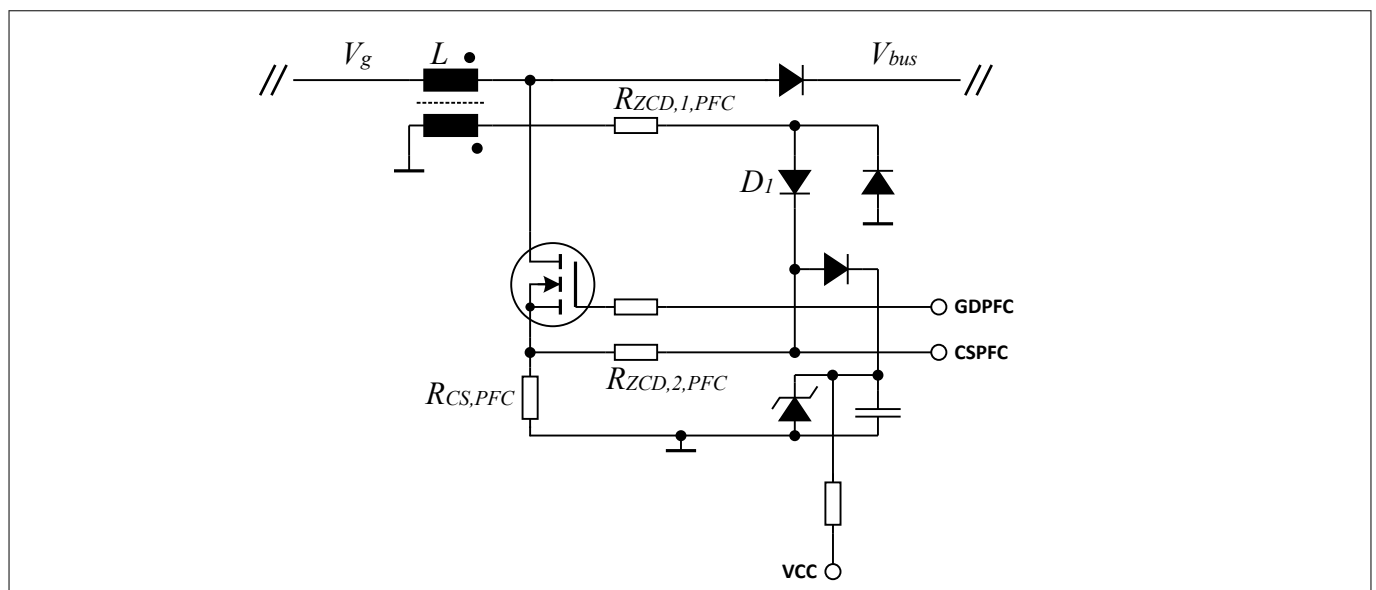 Vg
L
Vbus
RZCD,1,PFC
D1
GDPFC
CSPFC
RZCD,2,PFC
RCS,PFC
VCC